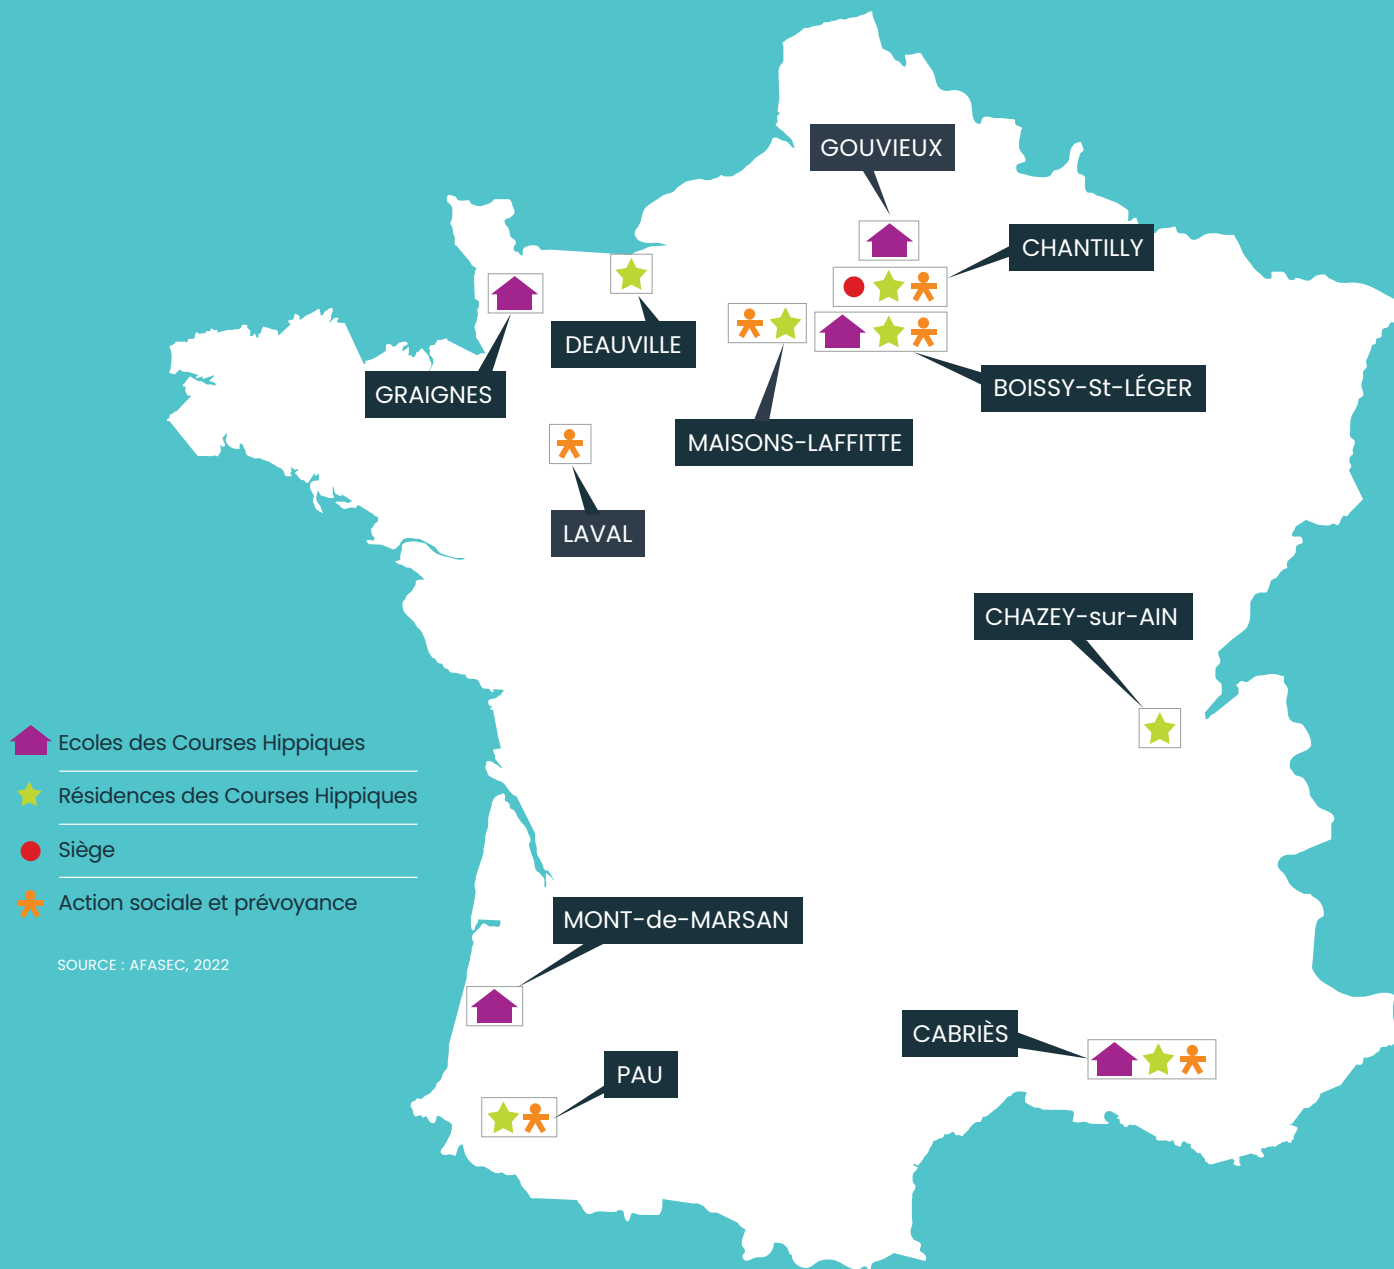 GOUVIEUX
CHANTILLY
DEAUVILLE
GRAIGNES
BOISSY-St-LÉGER
MAISONS-LAFFITTE
LAVAL
CHAZEY-sur-AIN
Ecoles des Courses Hippiques
Résidences des Courses Hippiques
Siège
Action sociale et prévoyance
SOURCE : AFASEC, 2022
MONT-de-MARSAN
CABRIÈS
PAU